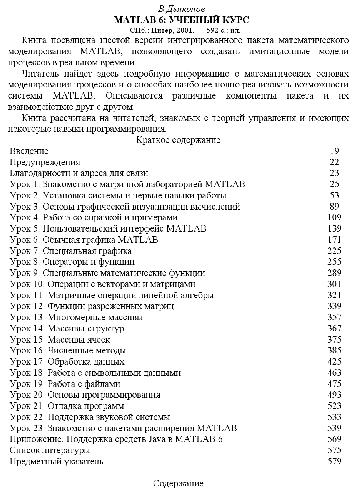 В.Дьяконов
MATLAB 6: УЧЕБНЫЙ КУРС
СПб.: Питер, 2001. - 592 с.: ил.
Книга посвящена шестой версии интегрированного пакета математического
моделирования MATLAB, позволяющего создавать имитационные модели
процессов в реальном времени.
Читатель найдет здесь подробную информацию о математических основах
моделирования процессов и о способах наиболее полно реализовать возможности
системы MATLAB. Описываются различные компоненты пакета и их
взаимодействие друг с другом.
Книга рассчитана на читателей, знакомых с теорией управления и имеющих
некоторые навыки программирования.
Краткое содержание
Введение 19
Предупреждения 22
Благодарности и адреса для связи 23
Урок 1. Знакомство с матричной лабораторией MATLAB 25
Урок 2. Установка системы и первые навыки работы 53
Урок 3. Основы графической визуализации вычислений 89
Урок 4. Работа со справкой и примерами 109
Урок 5. Пользовательский интерфейс MATLAB 139
Урок 6. Обычная графика MATLAB 171
Урок 7. Специальная графика 225
Урок 8. Операторы и функции 255
Урок 9. Специальные математические функции 289
Урок 10. Операции с векторами и матрицами 301
Урок 11. Матричные операции линейной алгебры 321
Урок 12. Функции разреженных матриц 339
Урок 13. Многомерные массивы 357
Урок 14. Массивы структур 367
Урок 15. Массивы ячеек 375
Урок 16. Численные методы 385
Урок 17. Обработка данных 425
Урок 18. Работа с символьными данными 463
Урок 19. Работа с файлами 475
Урок 20. Основы программирования 493
Урок 21. Отладка программ 523
Урок 22. Поддержка звуковой системы 533
Урок 23. Знакомство с пакетами расширения MATLAB 539
Приложение. Поддержка средств Java в MATLAB 6 569
Список литературы 575
Предметный указатель 579
Содержание